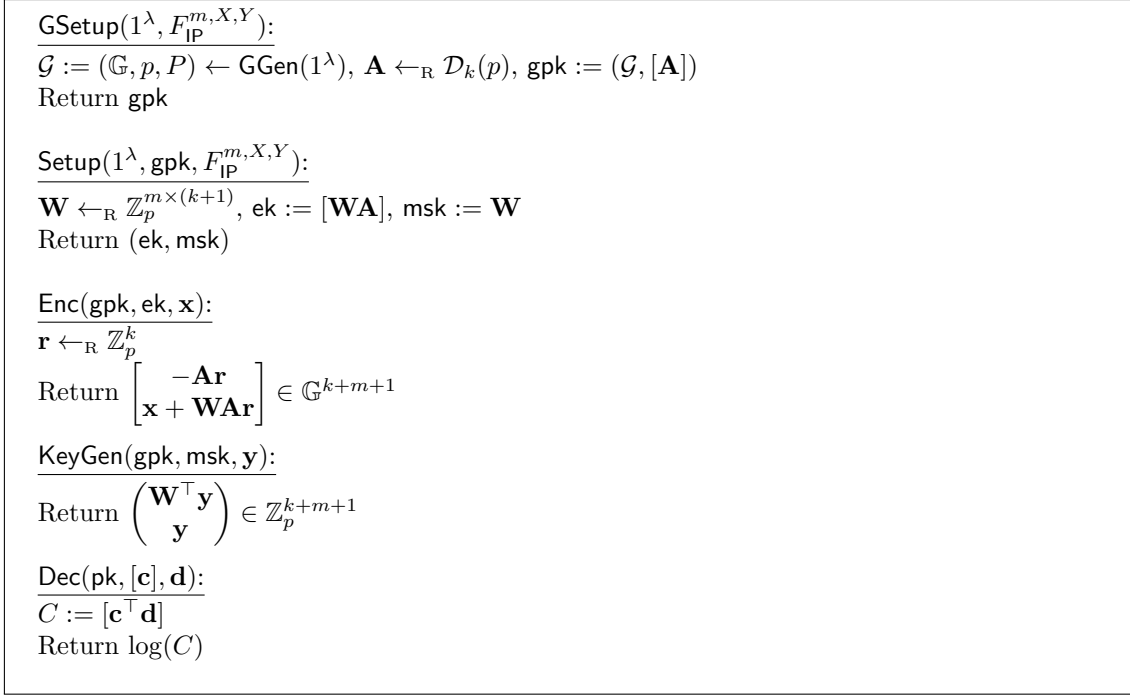 GSetup(1^λ, F_IP^{m,X,Y}):
𝒢 := (𝔾, p, P) ← GGen(1^λ), 𝐀 ←_R 𝒟_k(p), gpk := (𝒢, [𝐀])
Return gpk
Setup(1^λ, gpk, F_IP^{m,X,Y}):
𝐖 ←_R ℤ_p^{m×(k+1)}, ek := [𝐖𝐀], msk := 𝐖
Return (ek, msk)
Enc(gpk, ek, 𝐱):
𝐫 ←_R ℤ_p^k
Return [−𝐀𝐫; 𝐱 + 𝐖𝐀𝐫] ∈ 𝔾^{k+m+1}
KeyGen(gpk, msk, 𝐲):
Return (𝐖^⊤𝐲; 𝐲) ∈ ℤ_p^{k+m+1}
Dec(pk, [𝐜], 𝐝):
C := [𝐜^⊤𝐝]
Return log(C)